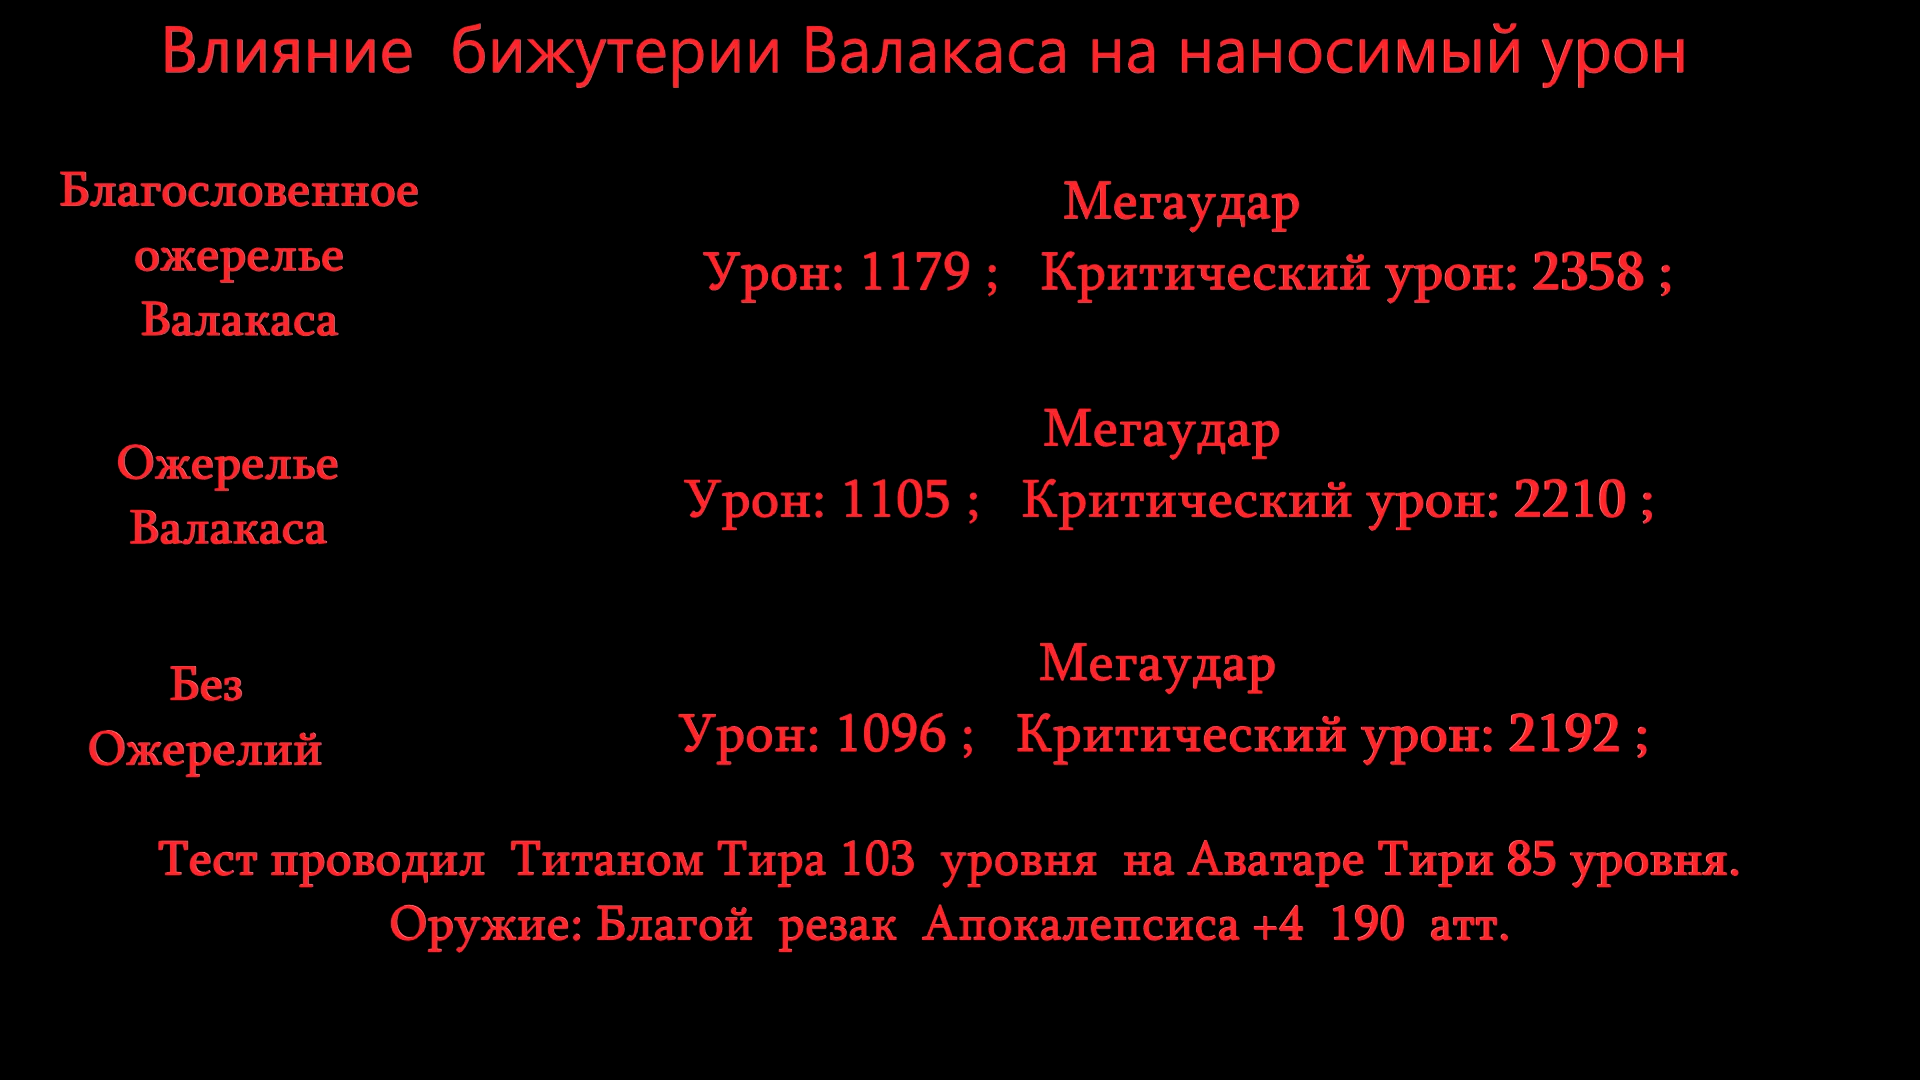 Влияние бижутерии Валакаса на наносимый урон
Благословенное
ожерелье
Валакаса
Мегаудар
Урон: 1179 ; Критический урон: 2358 ;
Ожерелье
Валакаса
Мегаудар
Урон: 1105 ; Критический урон: 2210 ;
Без
Ожерелий
Мегаудар
Урон: 1096 ; Критический урон: 2192 ;
Тест проводил Титаном Тира 103 уровня на Аватаре Тири 85 уровня.
Оружие: Благой резак Апокалепсиса +4 190 атт.